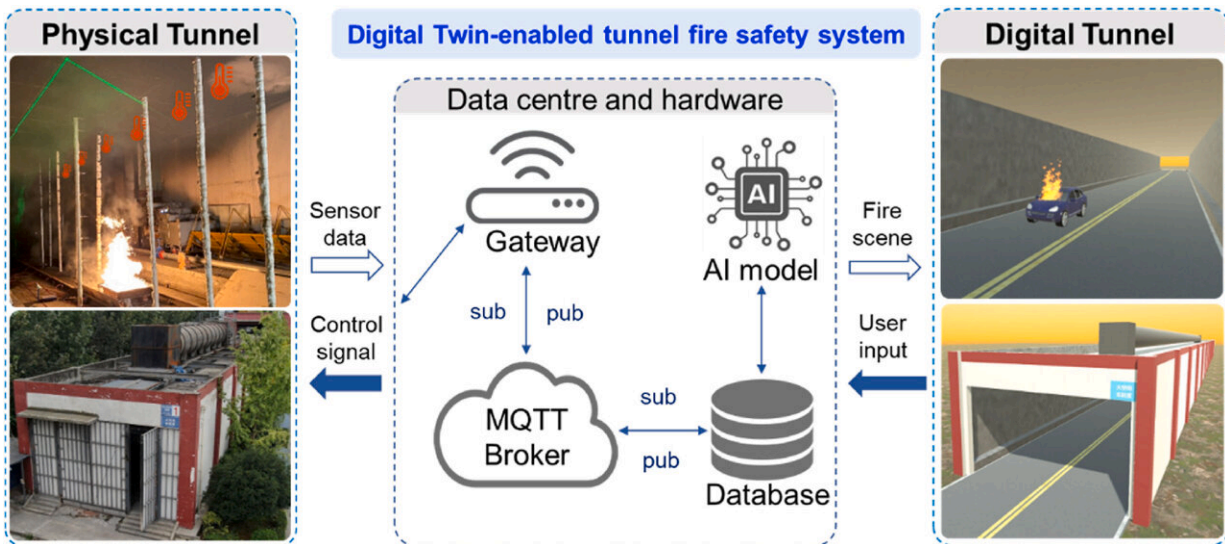 Physical Tunnel
Digital Twin-enabled tunnel fire safety system
Digital Tunnel
Data centre and hardware
Sensor
data
Gateway
AI
AI model
Fire
scene
sub
pub
Control
signal
User
input
MQTT
Broker
sub
pub
Database
1